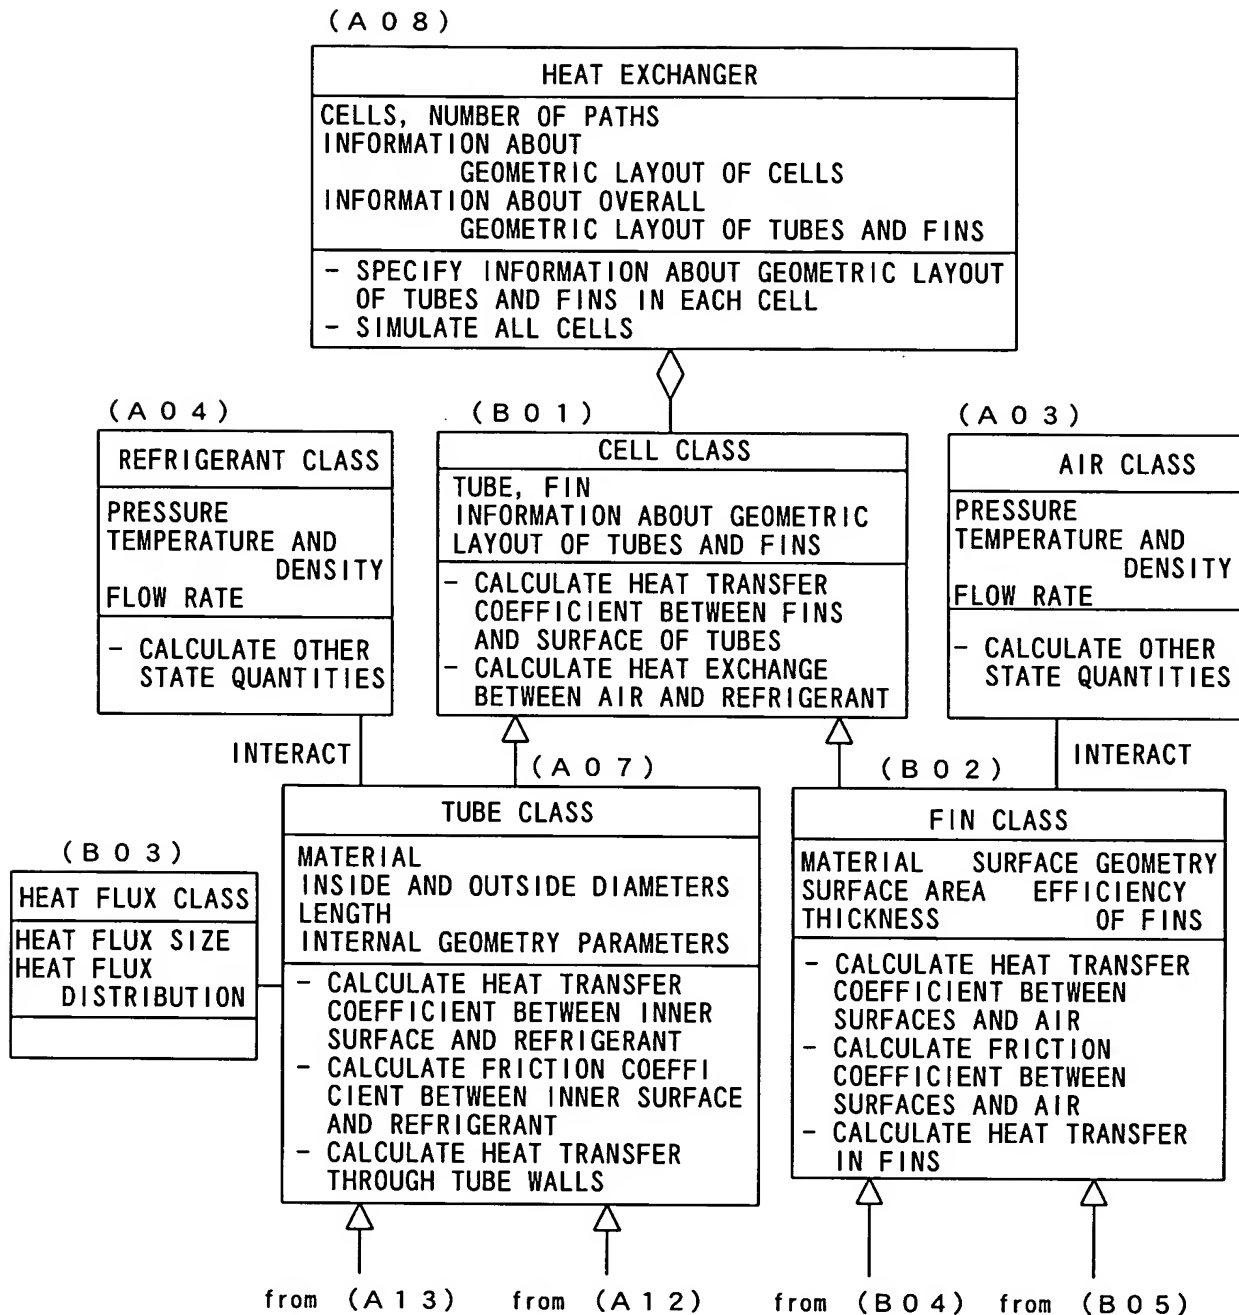 (A08)
HEAT EXCHANGER
CELLS, NUMBER OF PATHS
INFORMATION ABOUT
GEOMETRIC LAYOUT OF CELLS
INFORMATION ABOUT OVERALL
GEOMETRIC LAYOUT OF TUBES AND FINS
- SPECIFY INFORMATION ABOUT GEOMETRIC LAYOUT
OF TUBES AND FINS IN EACH CELL
- SIMULATE ALL CELLS
(A04)
REFRIGERANT CLASS
PRESSURE
TEMPERATURE AND
DENSITY
FLOW RATE
- CALCULATE OTHER
STATE QUANTITIES
(B01)
CELL CLASS
TUBE, FIN
INFORMATION ABOUT GEOMETRIC
LAYOUT OF TUBES AND FINS
- CALCULATE HEAT TRANSFER
COEFFICIENT BETWEEN FINS
AND SURFACE OF TUBES
- CALCULATE HEAT EXCHANGE
BETWEEN AIR AND REFRIGERANT
(A03)
AIR CLASS
PRESSURE
TEMPERATURE AND
DENSITY
FLOW RATE
- CALCULATE OTHER
STATE QUANTITIES
INTERACT
INTERACT
(B03)
HEAT FLUX CLASS
HEAT FLUX SIZE
HEAT FLUX
DISTRIBUTION
(A07)
TUBE CLASS
MATERIAL
INSIDE AND OUTSIDE DIAMETERS
LENGTH
INTERNAL GEOMETRY PARAMETERS
- CALCULATE HEAT TRANSFER
COEFFICIENT BETWEEN INNER
SURFACE AND REFRIGERANT
- CALCULATE FRICTION COEFFI
CIENT BETWEEN INNER SURFACE
AND REFRIGERANT
- CALCULATE HEAT TRANSFER
THROUGH TUBE WALLS
(B02)
FIN CLASS
MATERIAL SURFACE GEOMETRY
SURFACE AREA EFFICIENCY
THICKNESS OF FINS
- CALCULATE HEAT TRANSFER
COEFFICIENT BETWEEN
SURFACES AND AIR
- CALCULATE FRICTION
COEFFICIENT BETWEEN
SURFACES AND AIR
- CALCULATE HEAT TRANSFER
IN FINS
from (A13) from (A12) from (B04) from (B05)